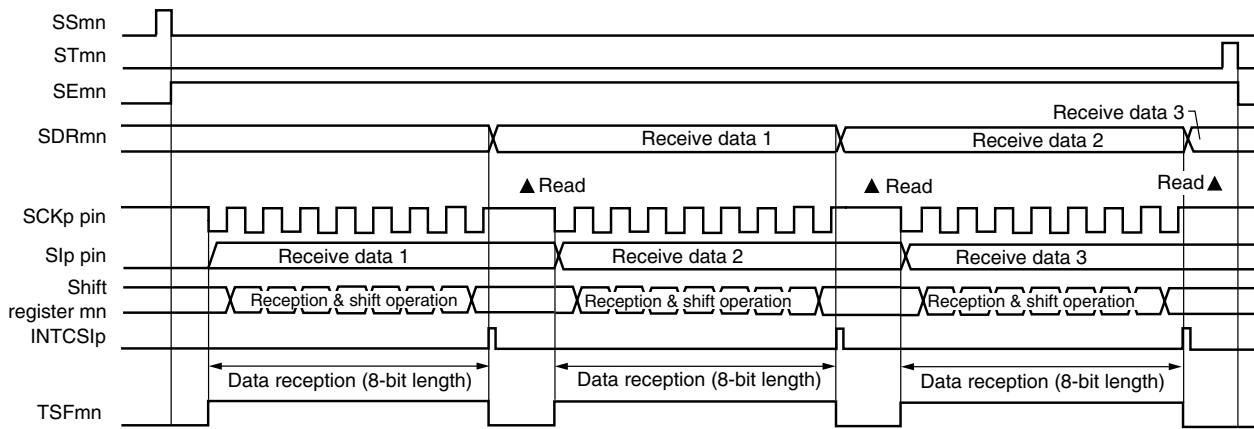 SSmn
STmn
SEmn
Receive data 3
SDRmn
Receive data 1
Receive data 2
▲ Read
▲ Read
Read ▲
SCKp pin
SIp pin
Receive data 1
Receive data 2
Receive data 3
Shift
register mn
Reception & shift operation
Reception & shift operation
Reception & shift operation
INTCSIp
Data reception (8-bit length)
Data reception (8-bit length)
Data reception (8-bit length)
TSFmn